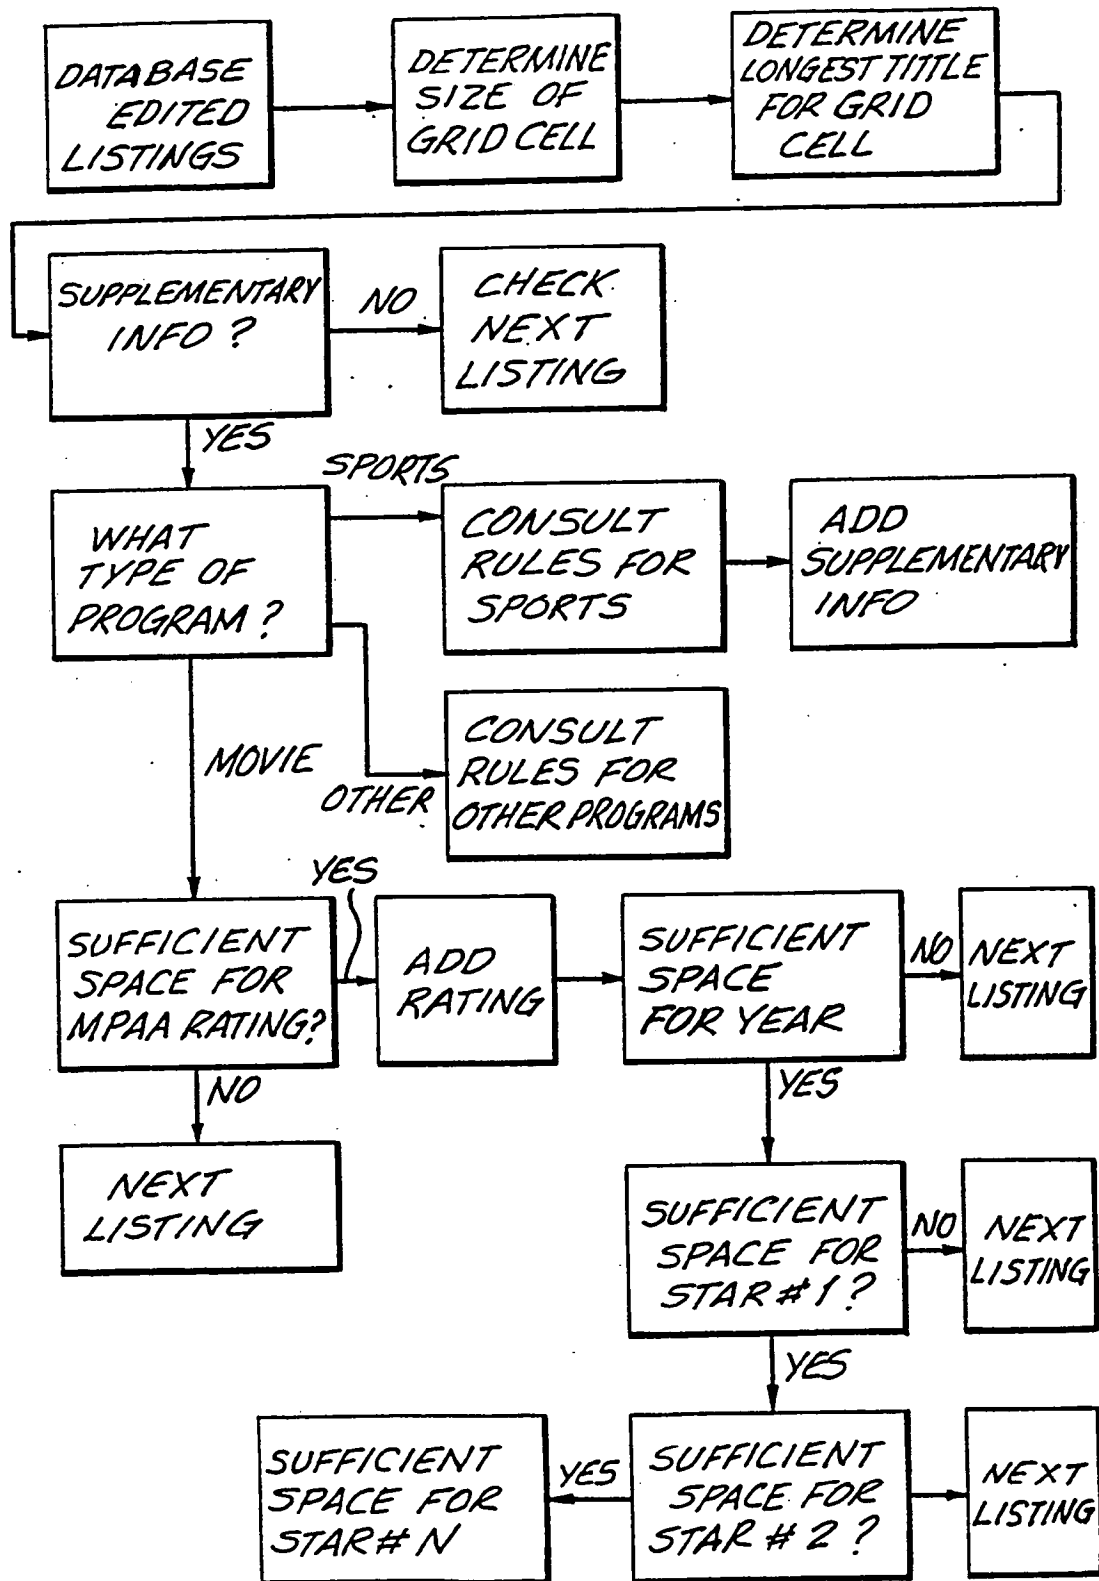 DATABASE
EDITED
LISTINGS
DETERMINE
SIZE OF
GRID CELL
DETERMINE
LONGEST TITTLE
FOR GRID
CELL
SUPPLEMENTARY
INFO?
NO
CHECK
NEXT
LISTING
YES
WHAT
TYPE OF
PROGRAM?
SPORTS
CONSULT
RULES FOR
SPORTS
ADD
SUPPLEMENTARY
INFO
OTHER
CONSULT
RULES FOR
OTHER PROGRAMS
MOVIE
SUFFICIENT
SPACE FOR
MPAA RATING?
YES
ADD
RATING
SUFFICIENT
SPACE
FOR YEAR
NO
NEXT
LISTING
NO
NEXT
LISTING
YES
SUFFICIENT
SPACE FOR
STAR #1?
NO
NEXT
LISTING
YES
SUFFICIENT
SPACE FOR
STAR #2?
NEXT
LISTING
YES
SUFFICIENT
SPACE FOR
STAR# N